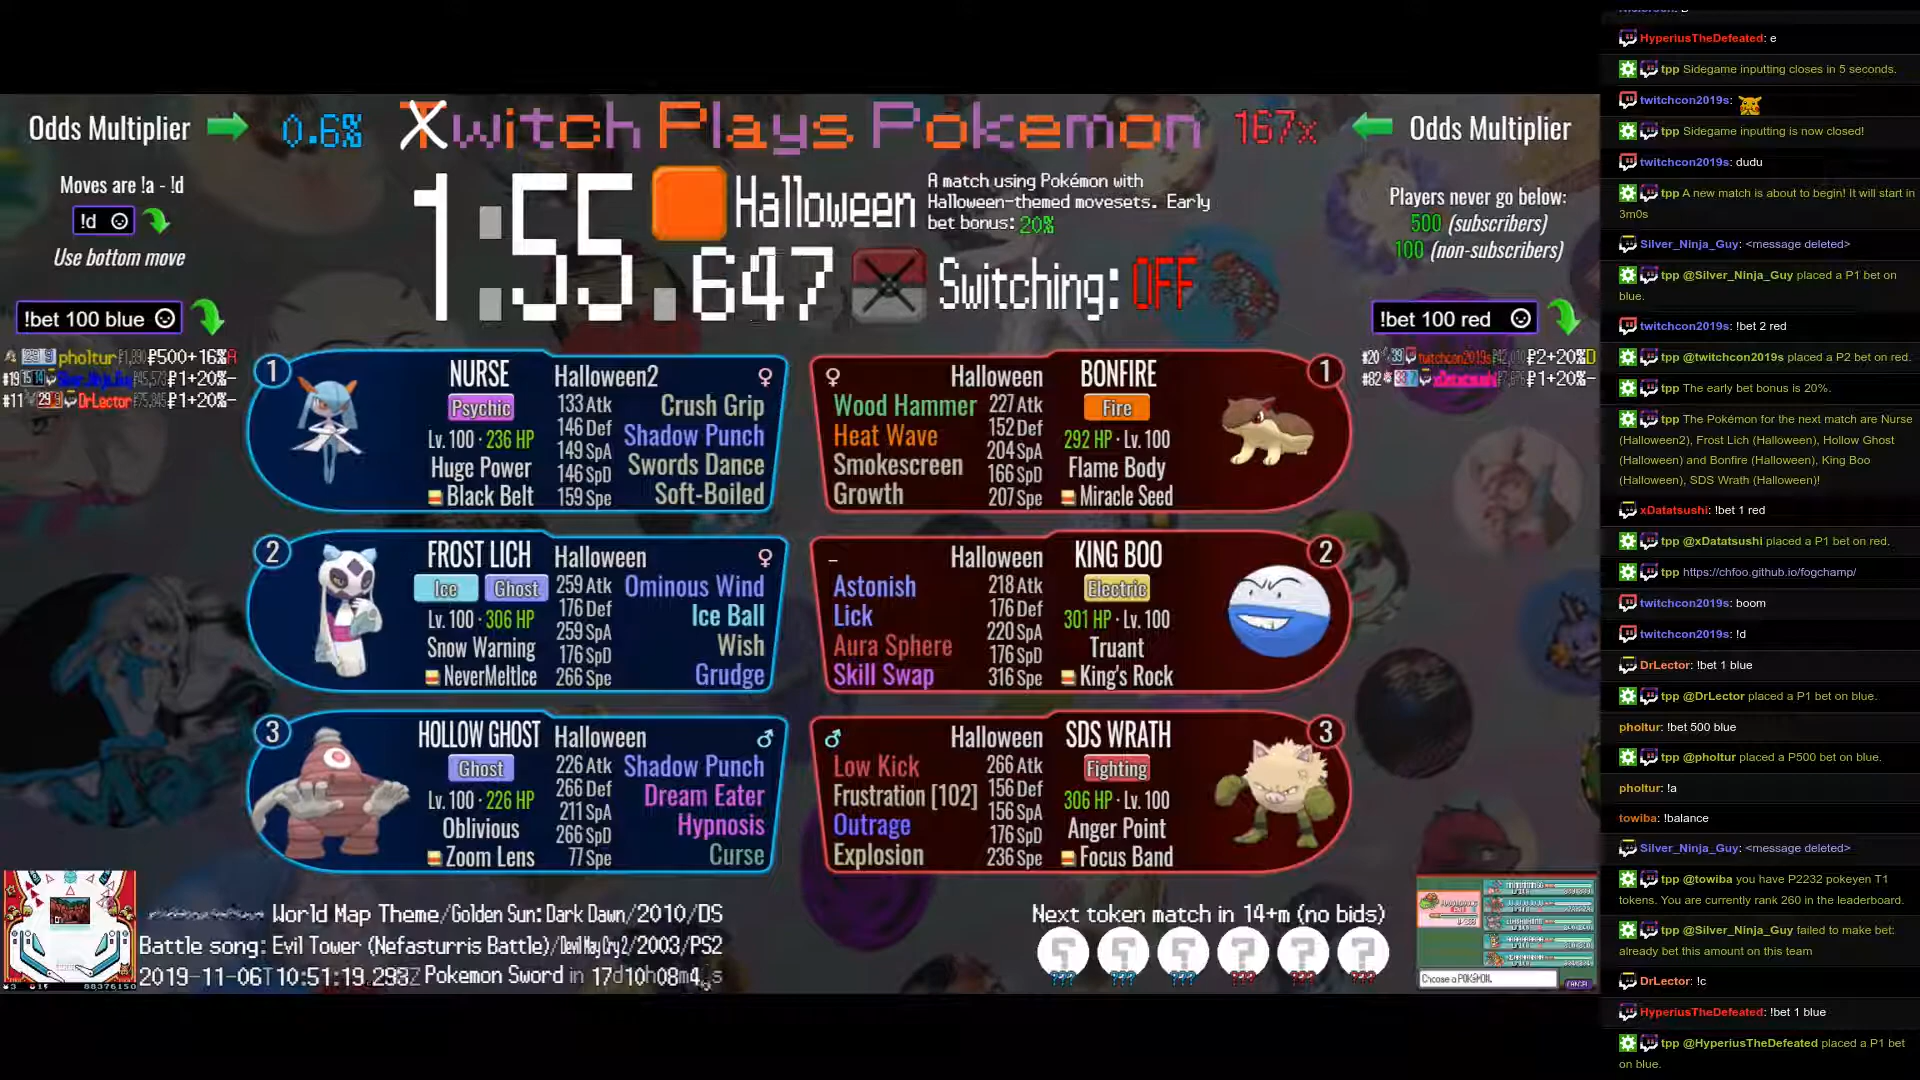 Odds Multiplier
0.6%
Twitch Plays Pokemon
167x
Odds Multiplier
Moves are !a - !d
!d
Use bottom move
1:55.647
Halloween
A match using Pokémon with
Halloween-themed movesets. Early
bet bonus: 20%
Switching: OFF
Players never go below:
500 (subscribers)
100 (non-subscribers)
!bet 100 blue
!bet 100 red
pholtur ₽500+16%
#19 ₽1+20%-
#11 DrLector ₽1+20%-
#20 twitchcon2019s ₽2+20%D
#82 xDatatsushi ₽1+20%-
1
NURSE
Psychic
Lv. 100 · 236 HP
Huge Power
Black Belt
Halloween2 ♀
133 Atk
146 Def
149 SpA
146 SpD
159 Spe
Crush Grip
Shadow Punch
Swords Dance
Soft-Boiled
♀ Halloween
Wood Hammer
Heat Wave
Smokescreen
Growth
227 Atk
152 Def
204 SpA
166 SpD
207 Spe
BONFIRE
Fire
292 HP · Lv. 100
Flame Body
Miracle Seed
1
2
FROST LICH
Ice Ghost
Lv. 100 · 306 HP
Snow Warning
NeverMeltIce
Halloween ♀
259 Atk
176 Def
259 SpA
176 SpD
266 Spe
Ominous Wind
Ice Ball
Wish
Grudge
– Halloween
Astonish
Lick
Aura Sphere
Skill Swap
218 Atk
176 Def
220 SpA
176 SpD
316 Spe
KING BOO
Electric
301 HP · Lv. 100
Truant
King's Rock
2
3
HOLLOW GHOST
Ghost
Lv. 100 · 226 HP
Oblivious
Zoom Lens
Halloween ♂
226 Atk
266 Def
211 SpA
266 SpD
77 Spe
Shadow Punch
Dream Eater
Hypnosis
Curse
♂ Halloween
Low Kick
Frustration [102]
Outrage
Explosion
266 Atk
156 Def
156 SpA
176 SpD
236 Spe
SDS WRATH
Fighting
306 HP · Lv. 100
Anger Point
Focus Band
3
World Map Theme/Golden Sun: Dark Dawn/2010/DS
Battle song: Evil Tower (Nefasturris Battle)/Devil May Cry 2/2003/PS2
2019-11-06T10:51:19 Pokemon Sword in 17d10h08m
88376150
Next token match in 14+m (no bids)
? ? ? ? ? ?
??? ??? ??? ??? ??? ???
Choose a POKéMON.
CANCEL
HyperiusTheDefeated: e
tpp Sidegame inputting closes in 5 seconds.
twitchcon2019s:
tpp Sidegame inputting is now closed!
twitchcon2019s: dudu
tpp A new match is about to begin! It will start in
3m0s
Silver_Ninja_Guy: <message deleted>
tpp @Silver_Ninja_Guy placed a P1 bet on
blue.
twitchcon2019s: !bet 2 red
tpp @twitchcon2019s placed a P2 bet on red.
tpp The early bet bonus is 20%.
tpp The Pokémon for the next match are Nurse
(Halloween2), Frost Lich (Halloween), Hollow Ghost
(Halloween) and Bonfire (Halloween), King Boo
(Halloween), SDS Wrath (Halloween)!
xDatatsushi: !bet 1 red
tpp @xDatatsushi placed a P1 bet on red.
tpp https://chfoo.github.io/fogchamp/
twitchcon2019s: boom
twitchcon2019s: !d
DrLector: !bet 1 blue
tpp @DrLector placed a P1 bet on blue.
pholtur: !bet 500 blue
tpp @pholtur placed a P500 bet on blue.
pholtur: !a
towiba: !balance
Silver_Ninja_Guy: <message deleted>
tpp @towiba you have P2232 pokeyen T1
tokens. You are currently rank 260 in the leaderboard.
tpp @Silver_Ninja_Guy failed to make bet:
already bet this amount on this team
DrLector: !c
HyperiusTheDefeated: !bet 1 blue
tpp @HyperiusTheDefeated placed a P1 bet
on blue.